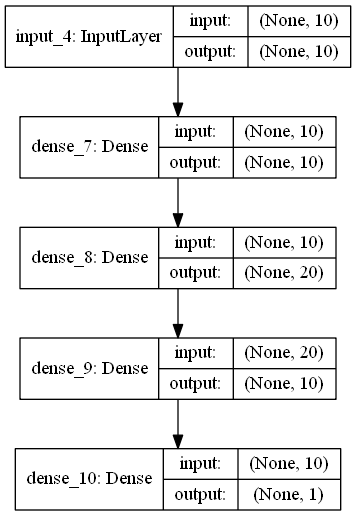 input_4: InputLayer
input: (None, 10)
output: (None, 10)
dense_7: Dense
input: (None, 10)
output: (None, 10)
dense_8: Dense
input: (None, 10)
output: (None, 20)
dense_9: Dense
input: (None, 20)
output: (None, 10)
dense_10: Dense
input: (None, 10)
output: (None, 1)